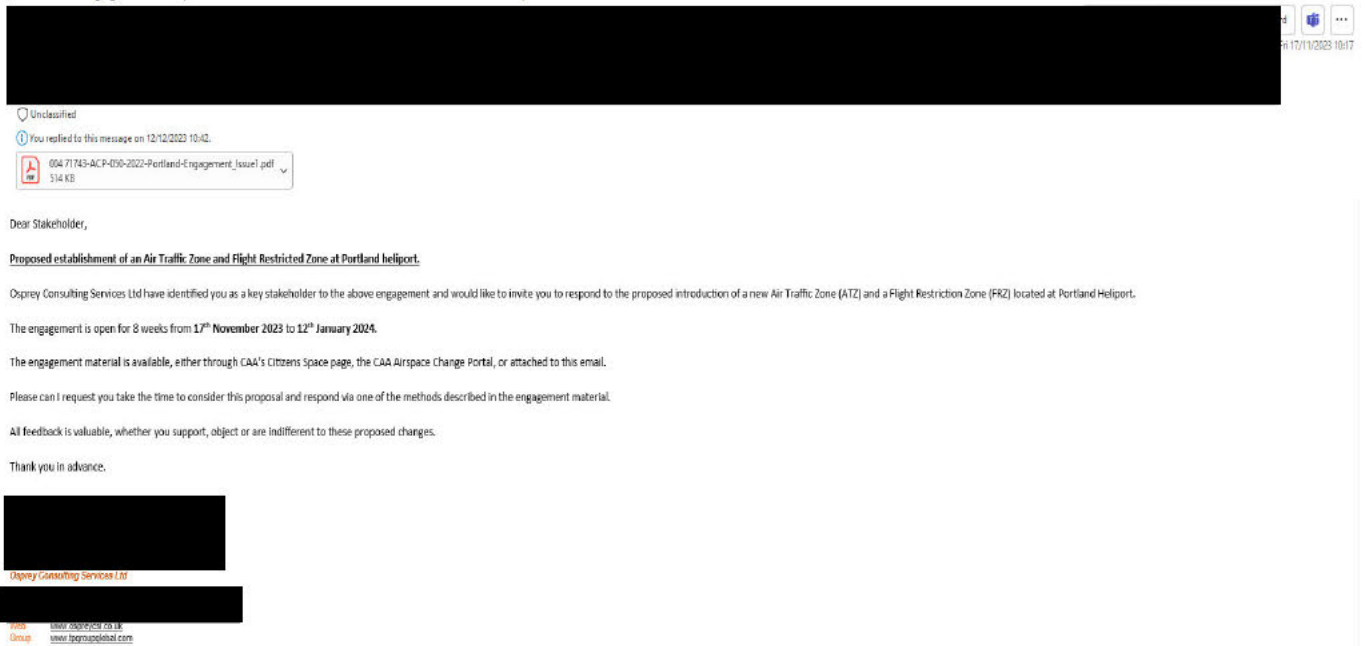 Fri 17/11/2023 10:17
Unclassified
You replied to this message on 12/12/2023 10:42.
004 71743-ACP-050-2022-Portland-Engagement_Issue1.pdf
514 KB
Dear Stakeholder,
Proposed establishment of an Air Traffic Zone and Flight Restricted Zone at Portland heliport.
Osprey Consulting Services Ltd have identified you as a key stakeholder to the above engagement and would like to invite you to respond to the proposed introduction of a new Air Traffic Zone (ATZ) and a Flight Restriction Zone (FRZ) located at Portland Heliport.
The engagement is open for 8 weeks from 17th November 2023 to 12th January 2024.
The engagement material is available, either through CAA's Citizens Space page, the CAA Airspace Change Portal, or attached to this email.
Please can I request you take the time to consider this proposal and respond via one of the methods described in the engagement material.
All feedback is valuable, whether you support, object or are indifferent to these proposed changes.
Thank you in advance.
Osprey Consulting Services Ltd
Web www.ospreycsl.co.uk
Group www.tpgroupglobal.com